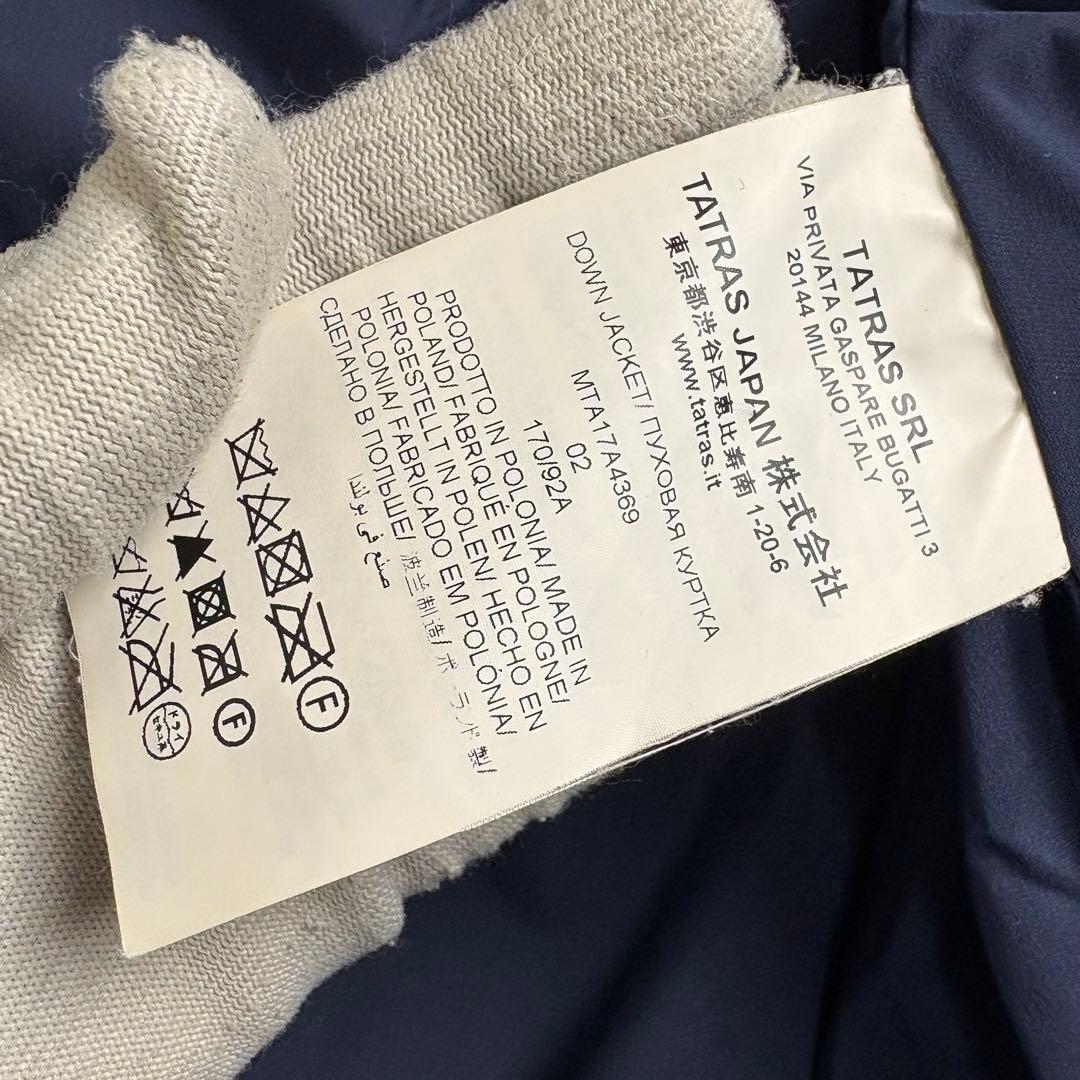 TATRAS SRL
VIA PRIVATA GASPARE BUGATTI 3
20144 MILANO ITALY
TATRAS JAPAN 株式会社
東京都渋谷区恵比寿南 1-20-6
www.tatras.it
DOWN JACKET/ ПУХОВАЯ КУРТКА
MTA17A4369
02
170/92A
PRODOTTO IN POLONIA/ MADE IN
POLAND/ FABRIQUÉ EN POLOGNE/
HERGESTELLT IN POLEN/ HECHO EN
POLONIA/ FABRICADO EM POLÓNIA/
СДЕЛАНО В ПОЛЬШЕ/ 波兰制造/ ポーランド製/
F
F
ドライ